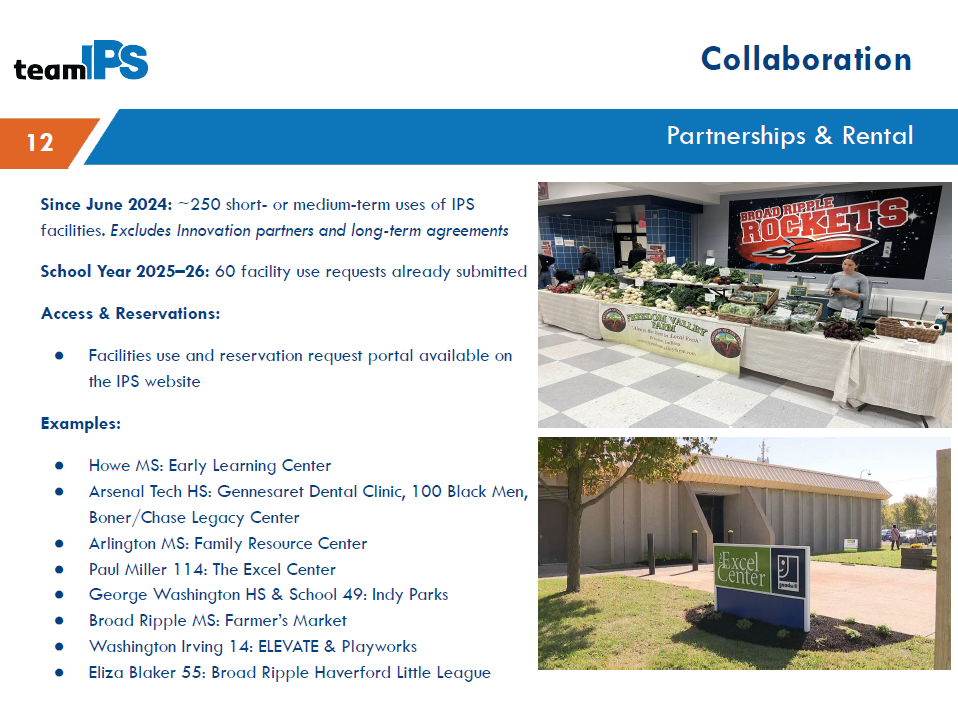 teamIPS
Collaboration
12
Partnerships & Rental
Since June 2024: ~250 short- or medium-term uses of IPS
facilities. Excludes Innovation partners and long-term agreements
School Year 2025–26: 60 facility use requests already submitted
Access & Reservations:
● Facilities use and reservation request portal available on
the IPS website
Examples:
● Howe MS: Early Learning Center
● Arsenal Tech HS: Gennesaret Dental Clinic, 100 Black Men,
Boner/Chase Legacy Center
● Arlington MS: Family Resource Center
● Paul Miller 114: The Excel Center
● George Washington HS & School 49: Indy Parks
● Broad Ripple MS: Farmer's Market
● Washington Irving 14: ELEVATE & Playworks
● Eliza Blaker 55: Broad Ripple Haverford Little League
BROAD RIPPLE
ROCKETS
FREEDOM VALLEY
FARM
The Excel
Center
goodwill